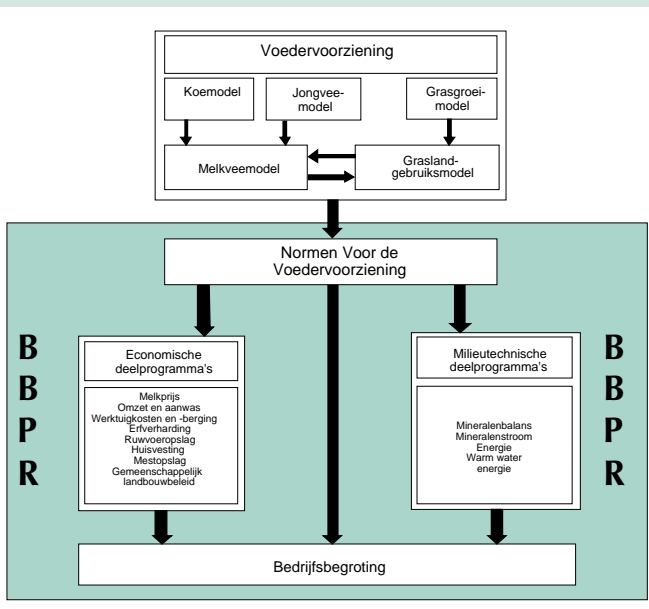 Voedervoorziening
Koemodel
Jongvee-
model
Grasgroei-
model
Melkveemodel
Grasland-
gebruiksmodel
Normen Voor de
Voedervoorziening
B
B
P
R
Economische
deelprogramma's
Melkprijs
Omzet en aanwas
Werktuigkosten en -berging
Erfverharding
Ruwvoeropslag
Huisvesting
Mestopslag
Gemeenschappelijk
landbouwbeleid
Milieutechnische
deelprogramma's
Mineralenbalans
Mineralenstroom
Energie
Warm water
energie
B
B
P
R
Bedrijfsbegroting